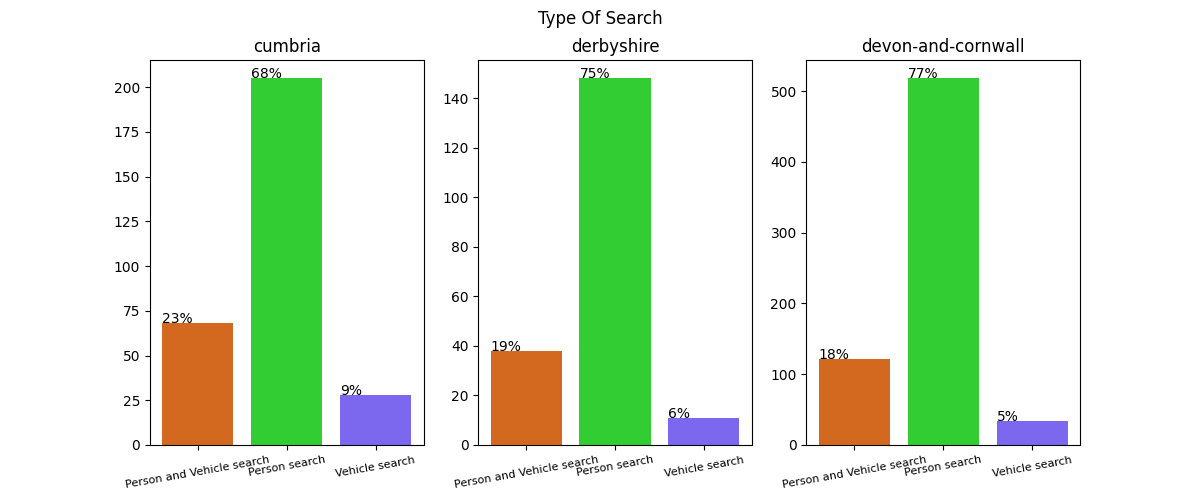 Type Of Search
cumbria
200
175
150
125
100
75
50
25
0
68%
23%
9%
Person and Vehicle search
Person search
Vehicle search
derbyshire
140
120
100
80
60
40
20
0
75%
19%
6%
Person and Vehicle search
Person search
Vehicle search
devon-and-cornwall
500
400
300
200
100
0
77%
18%
5%
Person and Vehicle search
Person search
Vehicle search